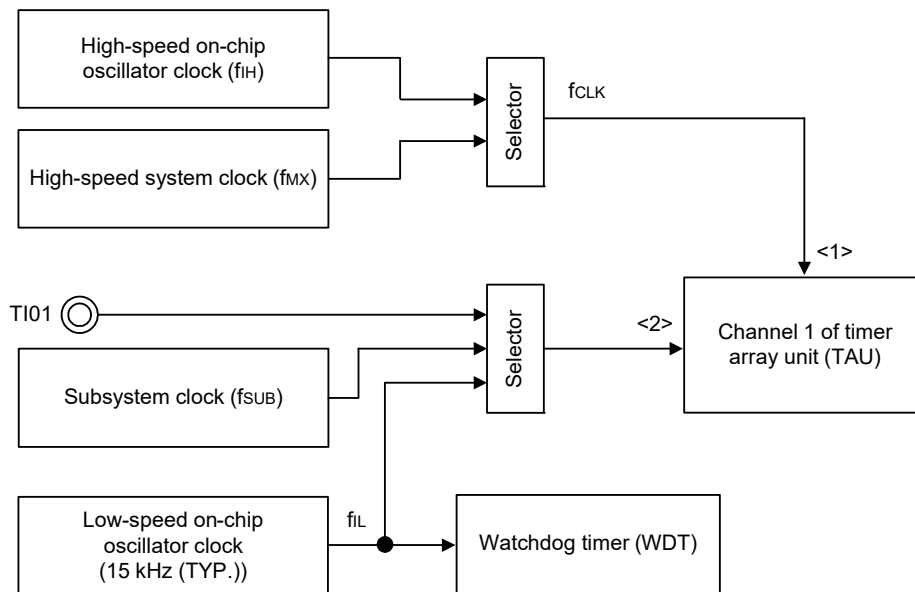 High-speed on-chip
oscillator clock (fIH)
Selector
fCLK
High-speed system clock (fMX)
<1>
TI01
Selector
<2>
Channel 1 of timer
array unit (TAU)
Subsystem clock (fSUB)
Low-speed on-chip
oscillator clock
(15 kHz (TYP.))
fIL
Watchdog timer (WDT)